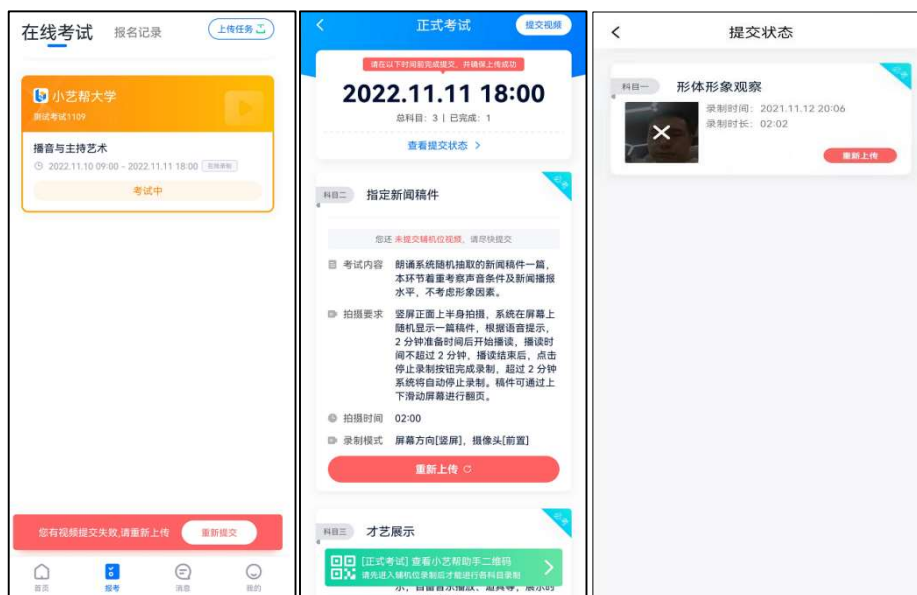 在线考试 报名记录 上传任务
小艺帮大学
测试考试1109
播音与主持艺术
2022.11.10 09:00 - 2022.11.11 18:00 在线录制
考试中
您有视频提交失败,请重新上传 重新提交
首页 报考 消息 我的
正式考试 提交视频
请在以下时间前完成提交，并确保上传成功
2022.11.11 18:00
总科目：3 | 已完成：1
查看提交状态 >
必考
科目二 指定新闻稿件
您还 未提交辅机位视频，请尽快提交
考试内容 朗诵系统随机抽取的新闻稿件一篇，
本环节着重考察声音条件及新闻播报
水平，不考虑形象因素。
拍摄要求 竖屏正面上半身拍摄，系统在屏幕上
随机显示一篇稿件，根据语音提示，
2 分钟准备时间后开始播读，播读时
间不超过 2 分钟，播读结束后，点击
停止录制按钮完成录制，超过 2 分钟
系统将自动停止录制。稿件可通过上
下滑动屏幕进行翻页。
拍摄时间 02:00
录制模式 屏幕方向[竖屏]，摄像头[前置]
重新上传
必考
科目三 才艺展示
[正式考试] 查看小艺帮助手二维码
请先进入辅机位录制后才能进行各科目录制
提交状态
必考
科目一 形体形象观察
录制时间：2021.11.12 20:06
录制时长：02:02
重新上传